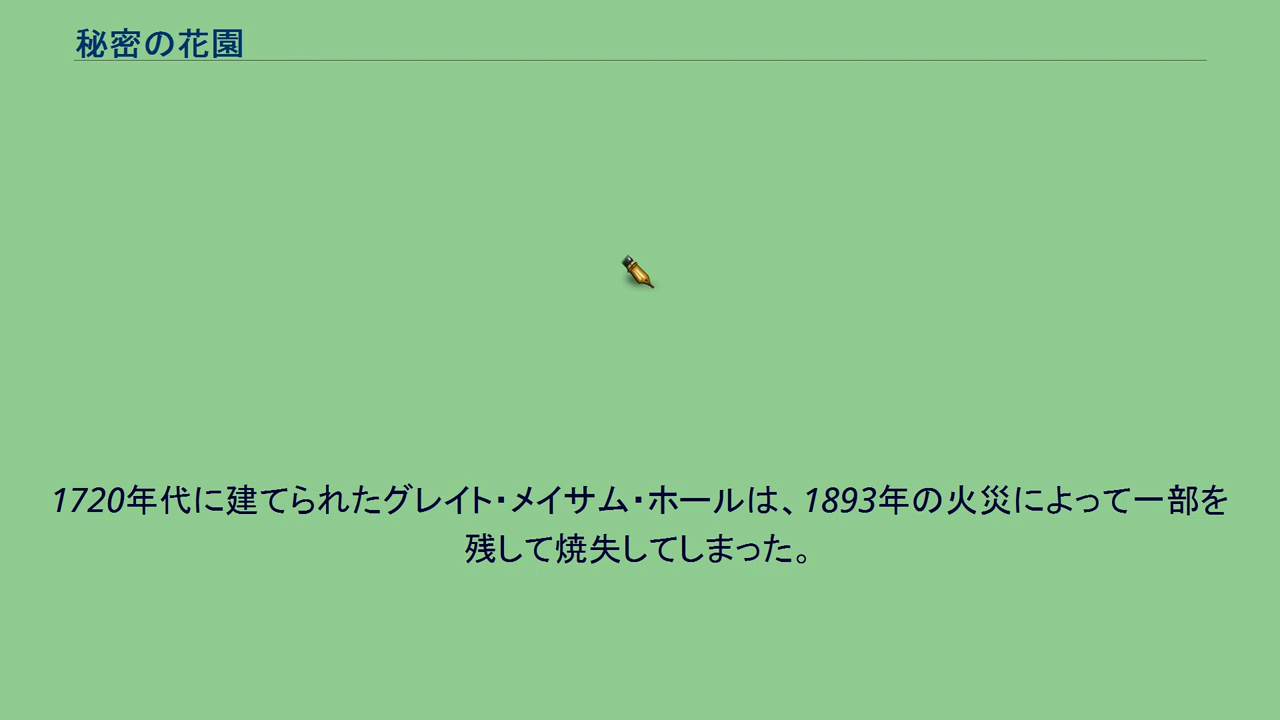 秘密の花園
1720年代に建てられたグレイト・メイサム・ホールは、1893年の火災によって一部を
残して焼失してしまった。